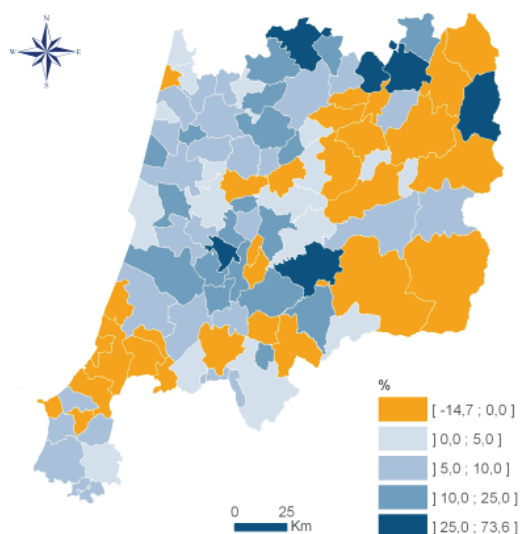 N
W E
S
%
[ -14,7 ; 0,0 ]
] 0,0 ; 5,0 ]
] 5,0 ; 10,0 ]
] 10,0 ; 25,0 ]
] 25,0 ; 73,6 ]
0 25
Km